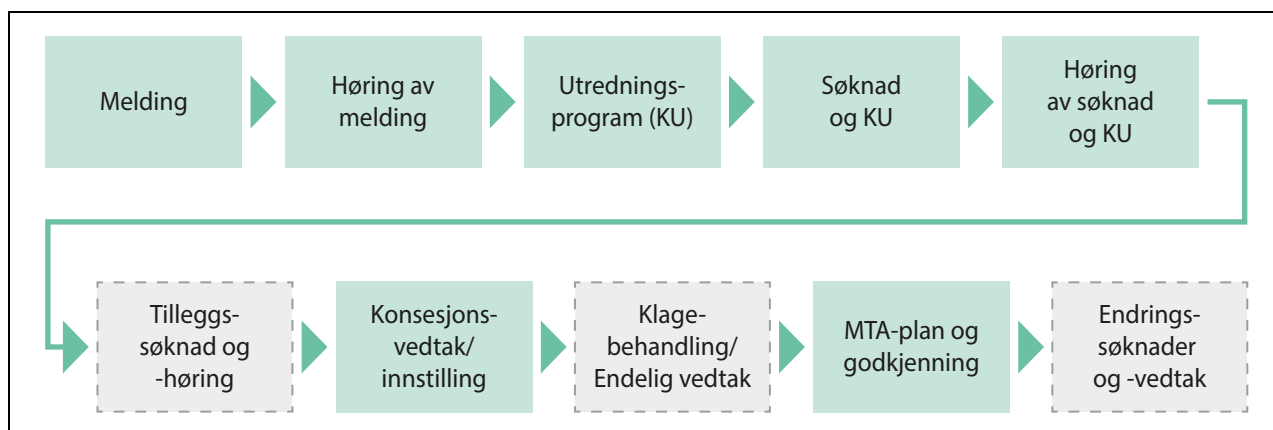 Melding
Høring av
melding
Utrednings-
program (KU)
Søknad
og KU
Høring
av søknad
og KU
Tilleggs-
søknad og
-høring
Konsesjons-
vedtak/
innstilling
Klage-
behandling/
Endelig vedtak
MTA-plan og
godkjenning
Endrings-
søknader
og -vedtak